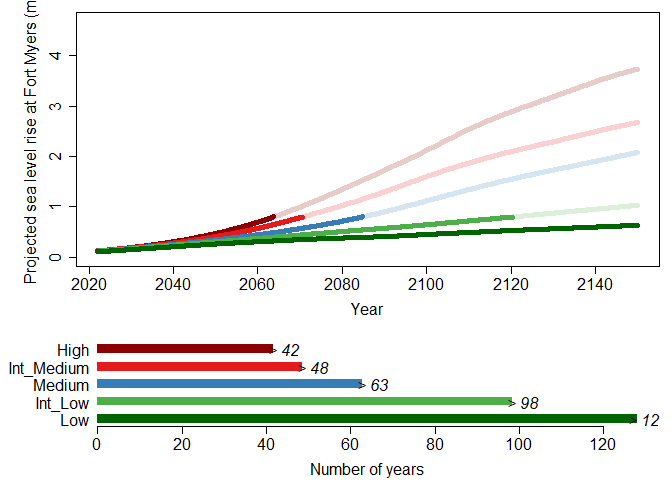 Projected sea level rise at Fort Myers (m
4
3
2
1
0
2020 2040 2060 2080 2100 2120 2140
Year
High > 42
Int_Medium > 48
Medium > 63
Int_Low > 98
Low > 12
0 20 40 60 80 100 120
Number of years